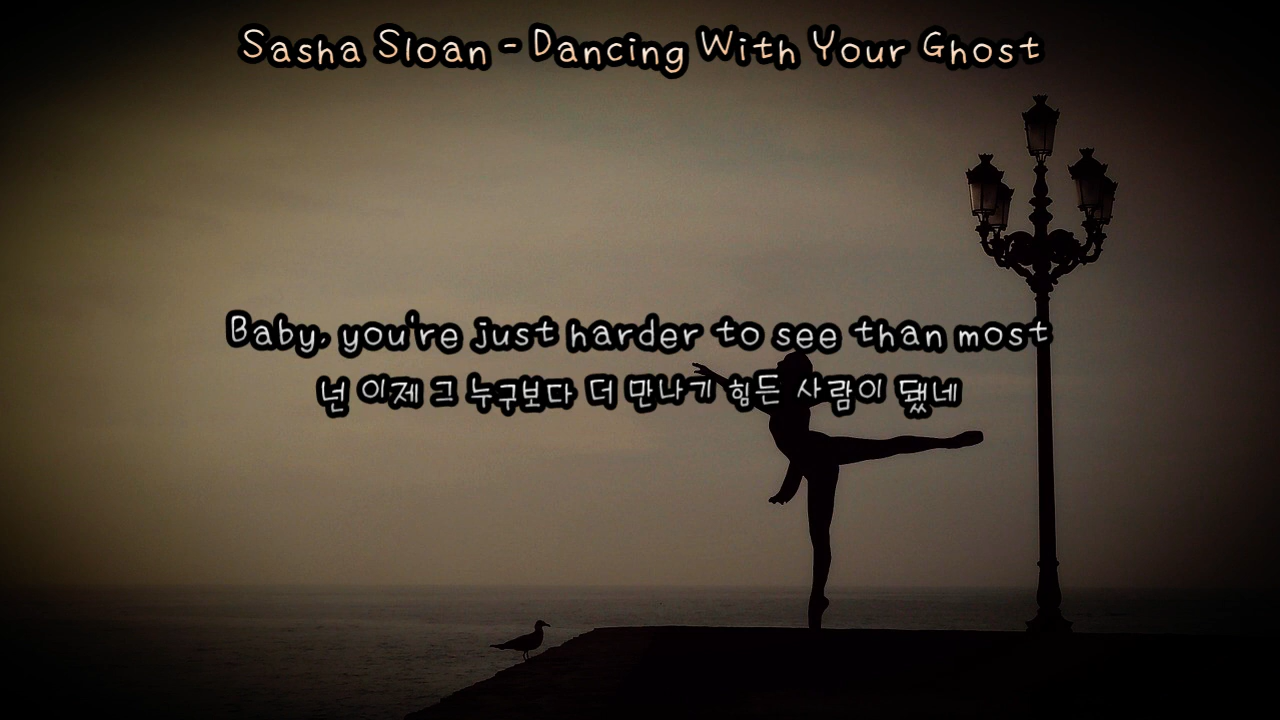 Sasha Sloan - Dancing With Your Ghost
Baby, you're just harder to see than most
넌 이제 그 누구보다 더 만나기 힘든 사람이 됐네